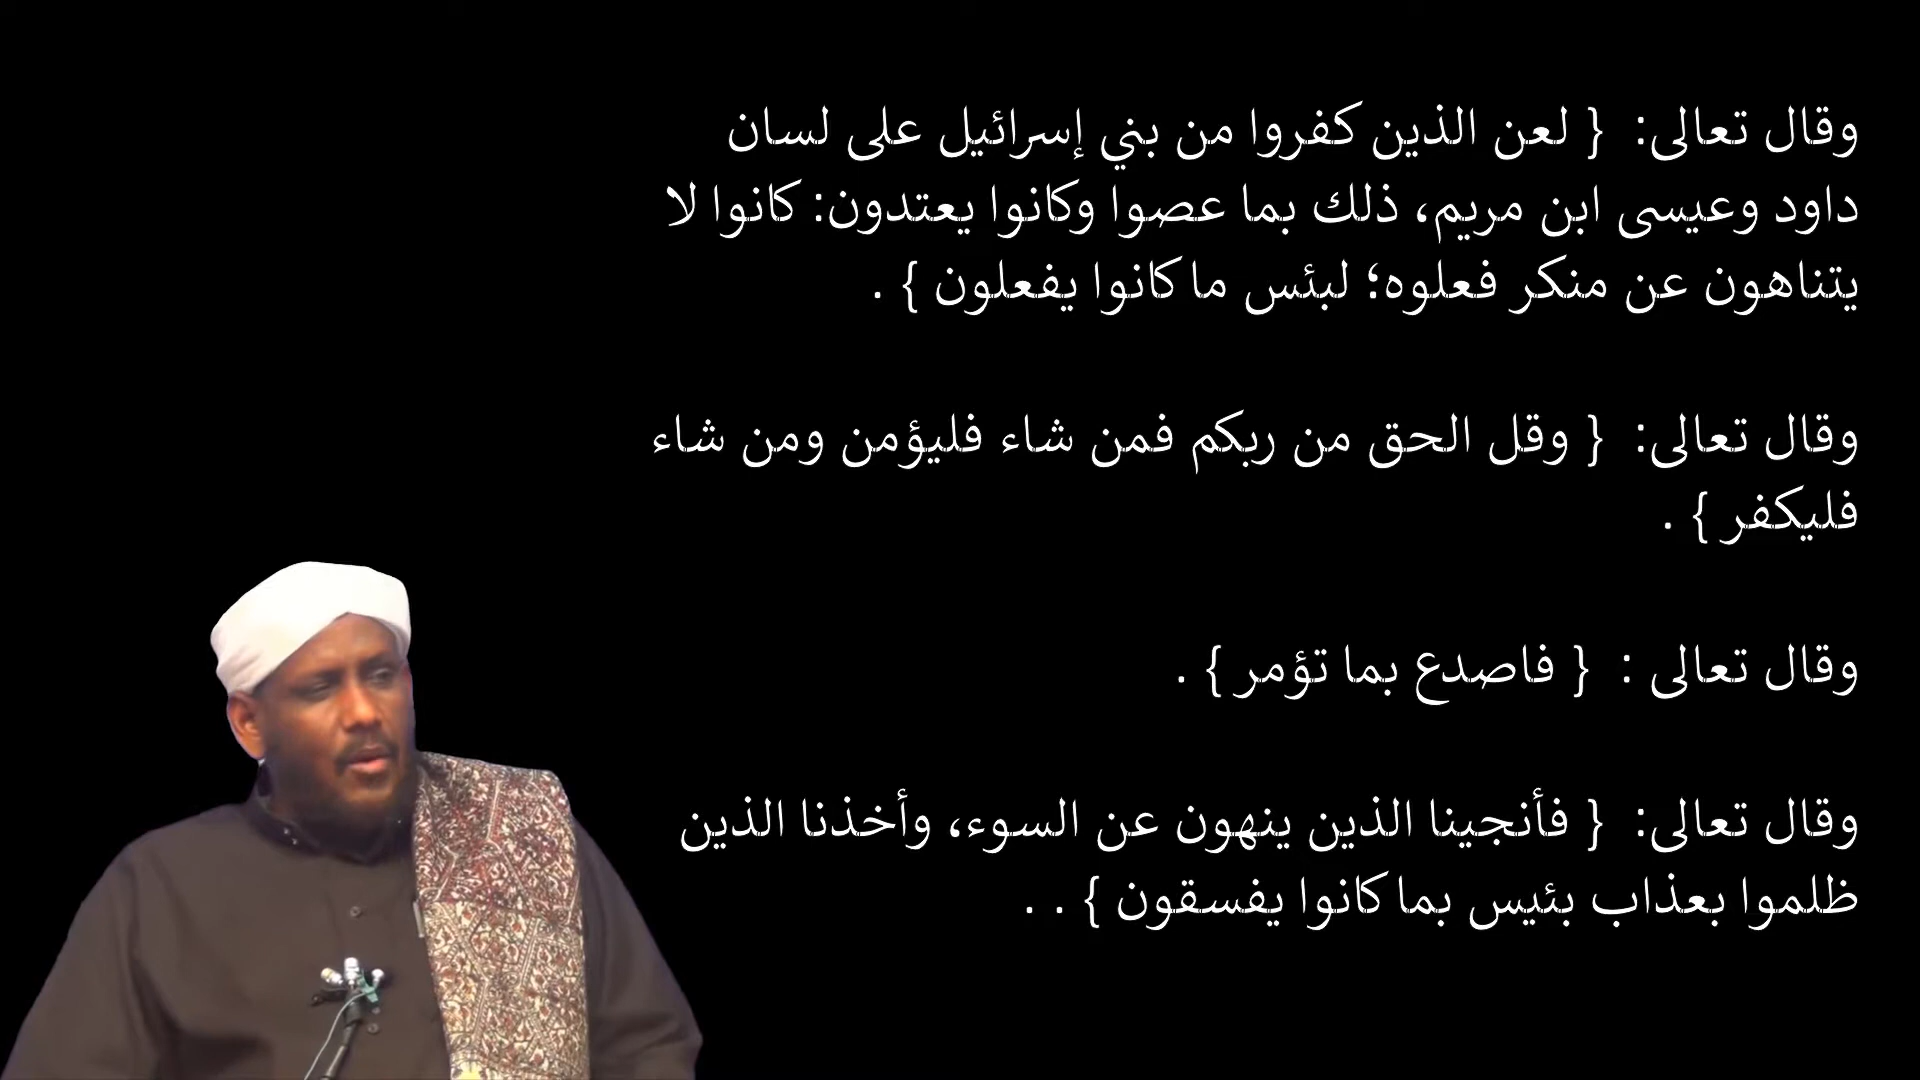 وقال تعالى: { لعن الذين كفروا من بني إسرائيل على لسان
داود وعيسى ابن مريم، ذلك بما عصوا وكانوا يعتدون: كانوا لا
يتناهون عن منكر فعلوه؛ لبئس ما كانوا يفعلون } .
وقال تعالى: { وقل الحق من ربكم فمن شاء فليؤمن ومن شاء
فليكفر } .
وقال تعالى : { فاصدع بما تؤمر } .
وقال تعالى: { فأنجينا الذين ينهون عن السوء، وأخذنا الذين
ظلموا بعذاب بئيس بما كانوا يفسقون } . .